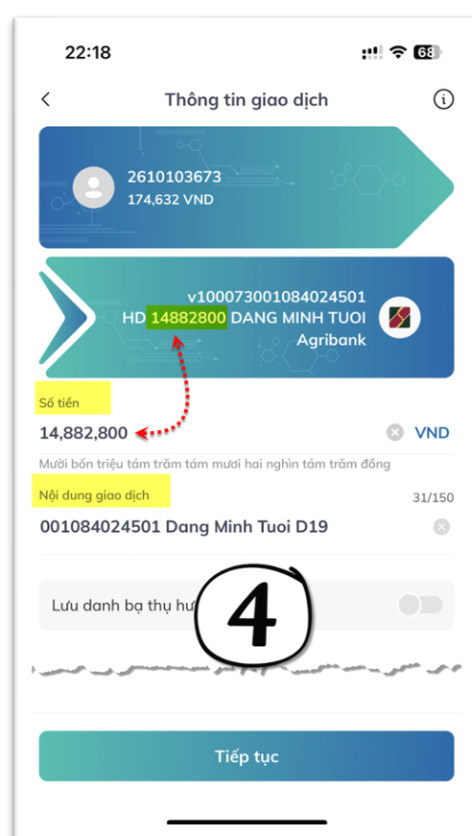 22:18
68
Thông tin giao dịch
2610103673
174,632 VND
v100073001084024501
HD 14882800 DANG MINH TUOI
Agribank
Số tiền
14,882,800
VND
Mười bốn triệu tám trăm tám mươi hai nghìn tám trăm đồng
Nội dung giao dịch
31/150
001084024501 Dang Minh Tuoi D19
Lưu danh bạ thụ hư
4
Tiếp tục